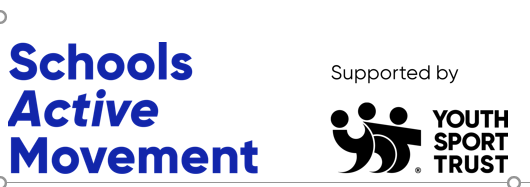 Schools
Active
Movement
Supported by
YOUTH
SPORT
TRUST
®